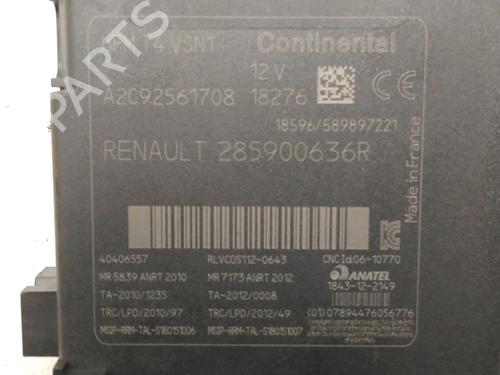 VSN1 Continental
12 V
A2C92561708 18276
18596/589897221
RENAULT 285900636R
Made in France
40406557 RLVCOS112-0643 CNC Id:06-10770
MR 5839 ANRT 2010 MR 7173 ANRT 2012 ANATEL
TA-2010/1235 TA-2012/0008 1843-12-2149
TRC/LPD/2010/97 TRC/LPD/2012/49 (01) 07894476056776
MSIP-RRM-TAL-S180151006 MSIP-RRM-TAL-S180151007
B-PARTS